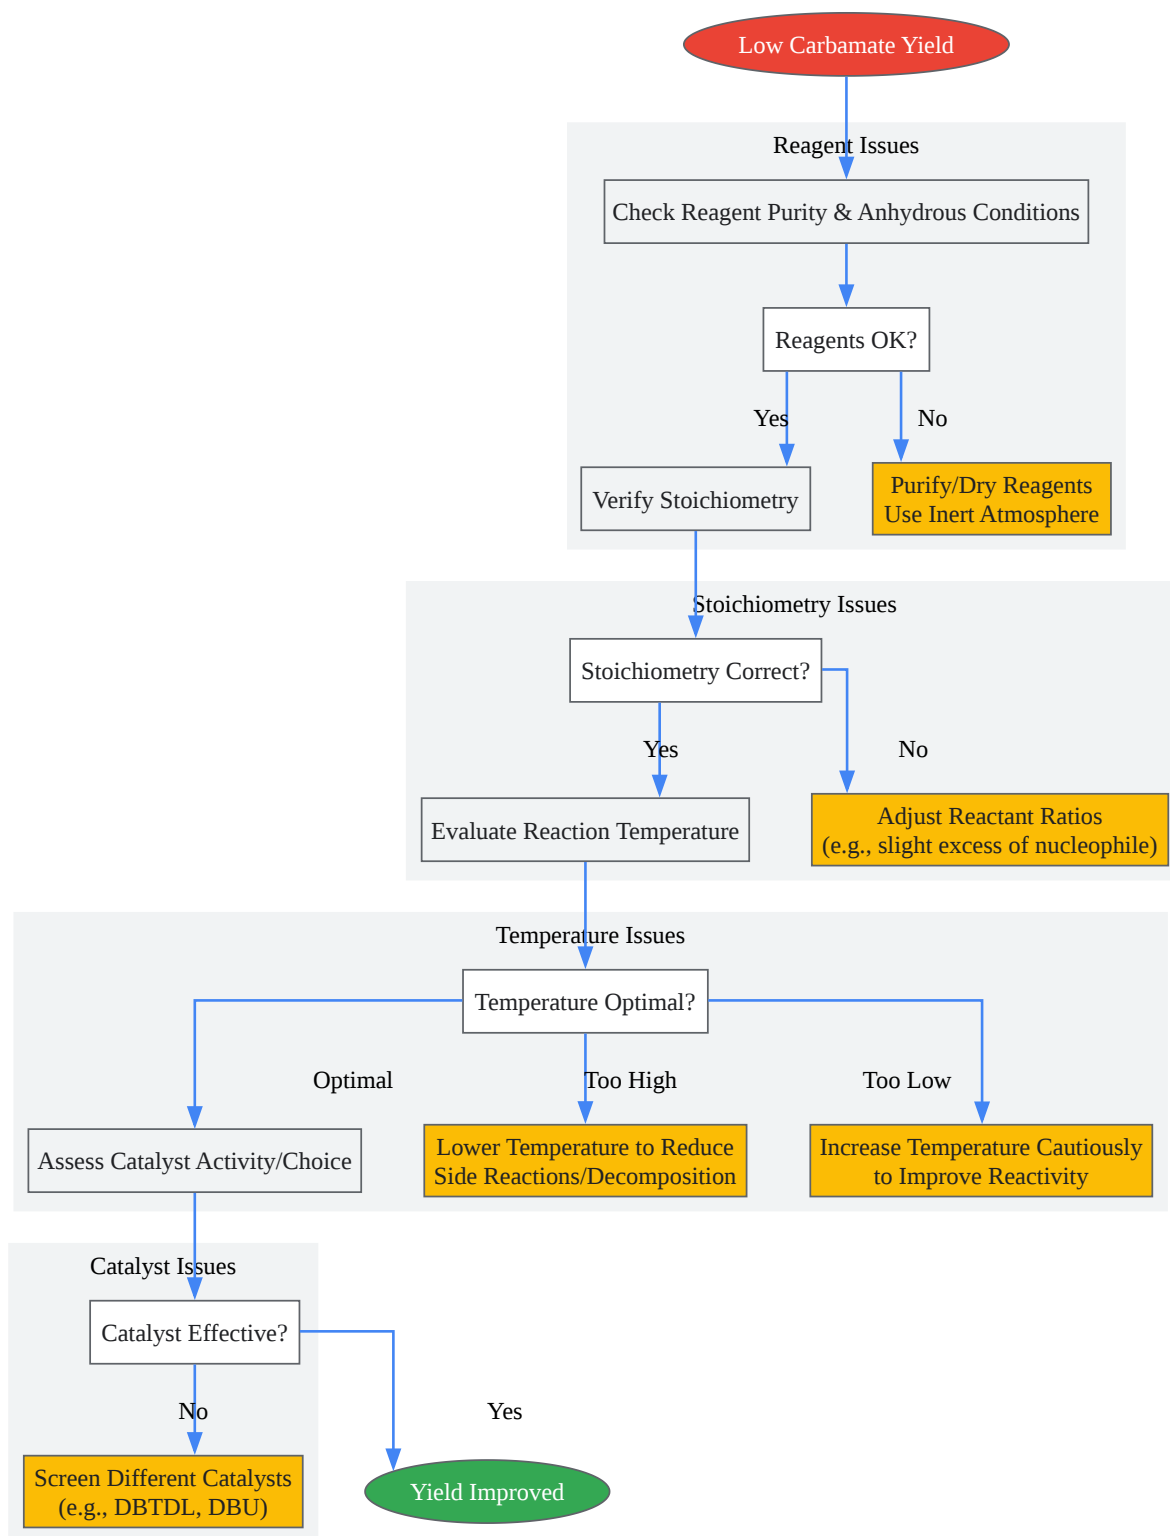 Low Carbamate Yield
Reagent Issues
Check Reagent Purity & Anhydrous Conditions
Reagents OK?
Yes
No
Verify Stoichiometry
Purify/Dry Reagents
Use Inert Atmosphere
Stoichiometry Issues
Stoichiometry Correct?
Yes
No
Evaluate Reaction Temperature
Adjust Reactant Ratios
(e.g., slight excess of nucleophile)
Temperature Issues
Temperature Optimal?
Optimal
Too High
Too Low
Assess Catalyst Activity/Choice
Lower Temperature to Reduce
Side Reactions/Decomposition
Increase Temperature Cautiously
to Improve Reactivity
Catalyst Issues
Catalyst Effective?
No
Yes
Screen Different Catalysts
(e.g., DBTDL, DBU)
Yield Improved